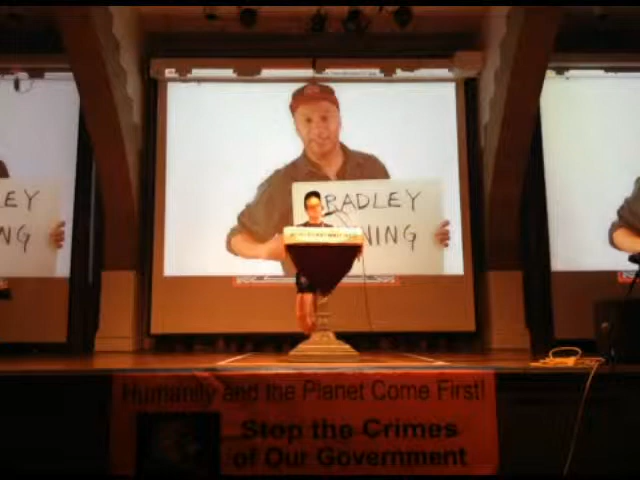 EY
NG
RADLEY
NING
Humanity and the Planet Come First!
Stop the Crimes
of Our Government